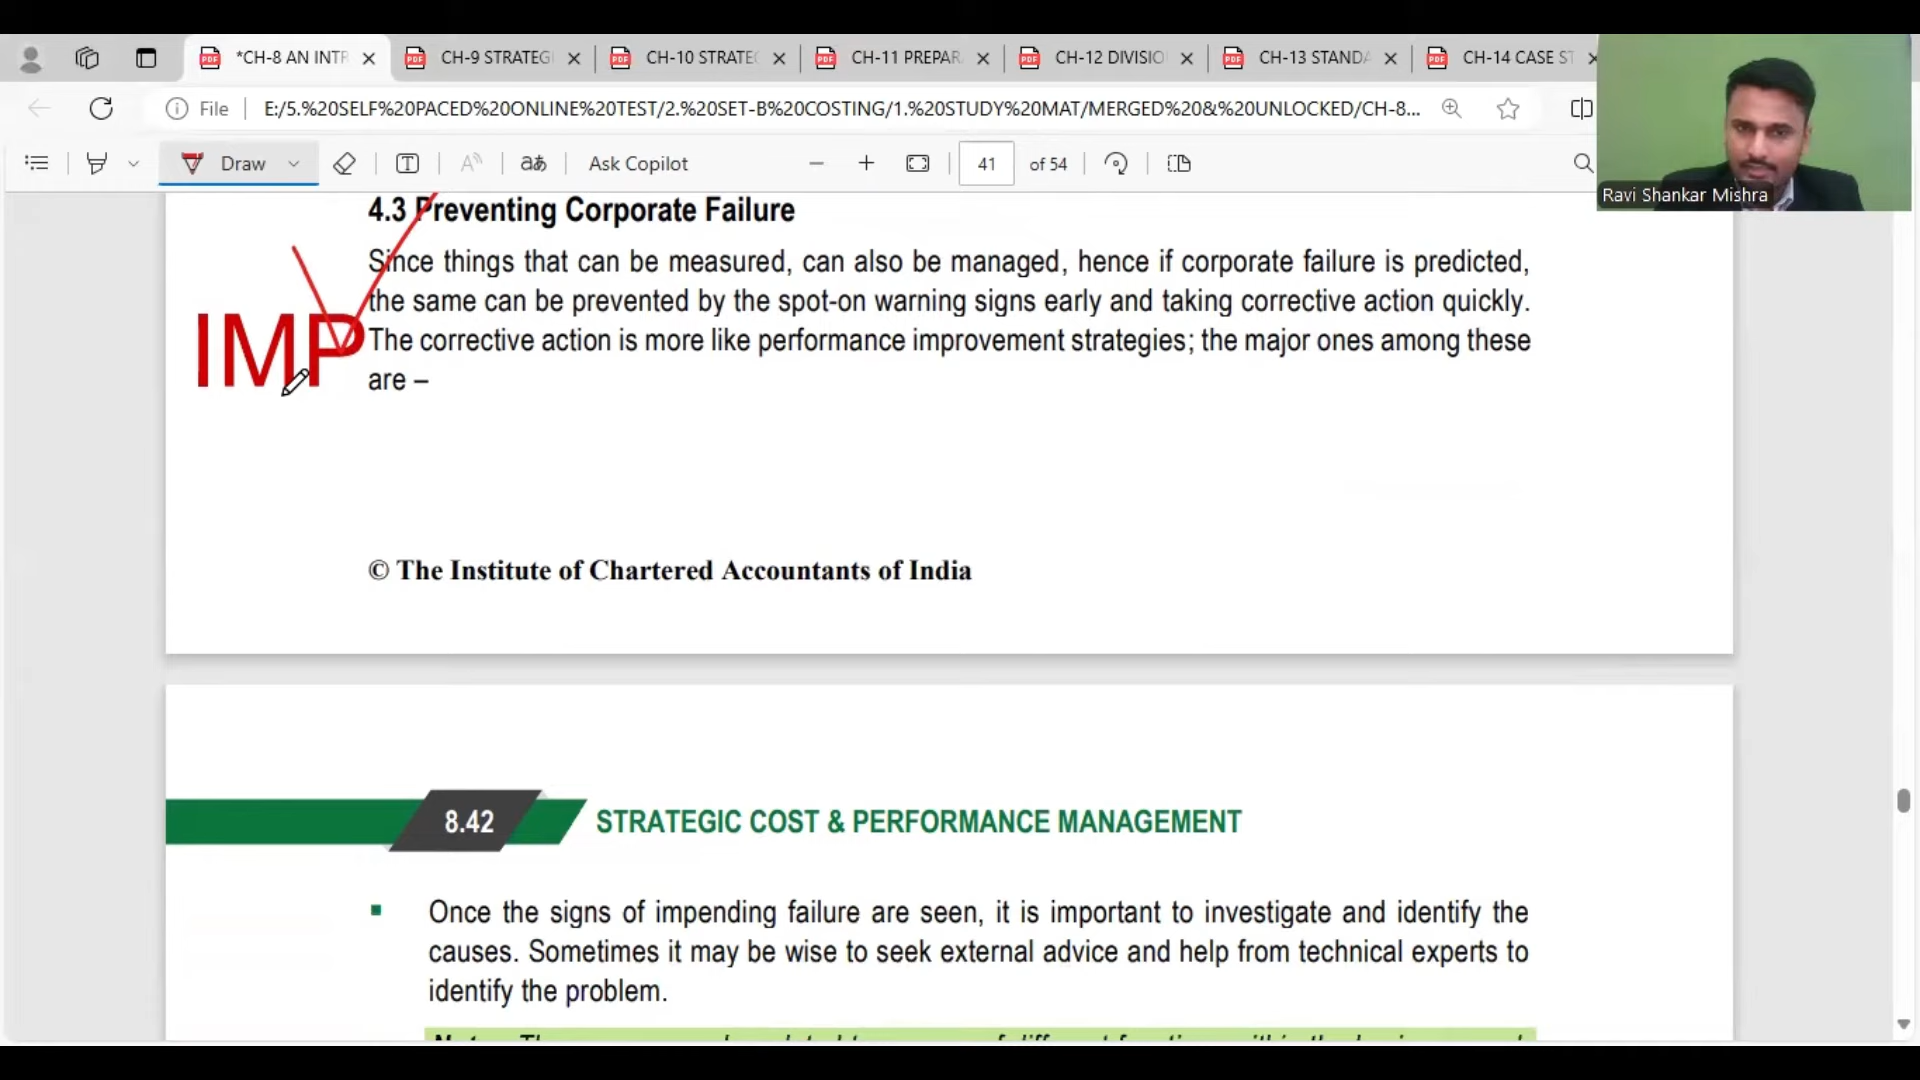 *CH-8 AN INTR
CH-9 STRATEGI
CH-10 STRATEG
CH-11 PREPAR
CH-12 DIVISIO
CH-13 STANDA
CH-14 CASE ST
File
E:/5.%20SELF%20PACED%20ONLINE%20TEST/2.%20SET-B%20COSTING/1.%20STUDY%20MAT/MERGED%20&%20UNLOCKED/CH-8...
Draw
Ask Copilot
41 of 54
Ravi Shankar Mishra
4.3 Preventing Corporate Failure
Since things that can be measured, can also be managed, hence if corporate failure is predicted,
the same can be prevented by the spot-on warning signs early and taking corrective action quickly.
IMP
The corrective action is more like performance improvement strategies; the major ones among these
are –
© The Institute of Chartered Accountants of India
8.42 STRATEGIC COST & PERFORMANCE MANAGEMENT
▪ Once the signs of impending failure are seen, it is important to investigate and identify the
causes. Sometimes it may be wise to seek external advice and help from technical experts to
identify the problem.